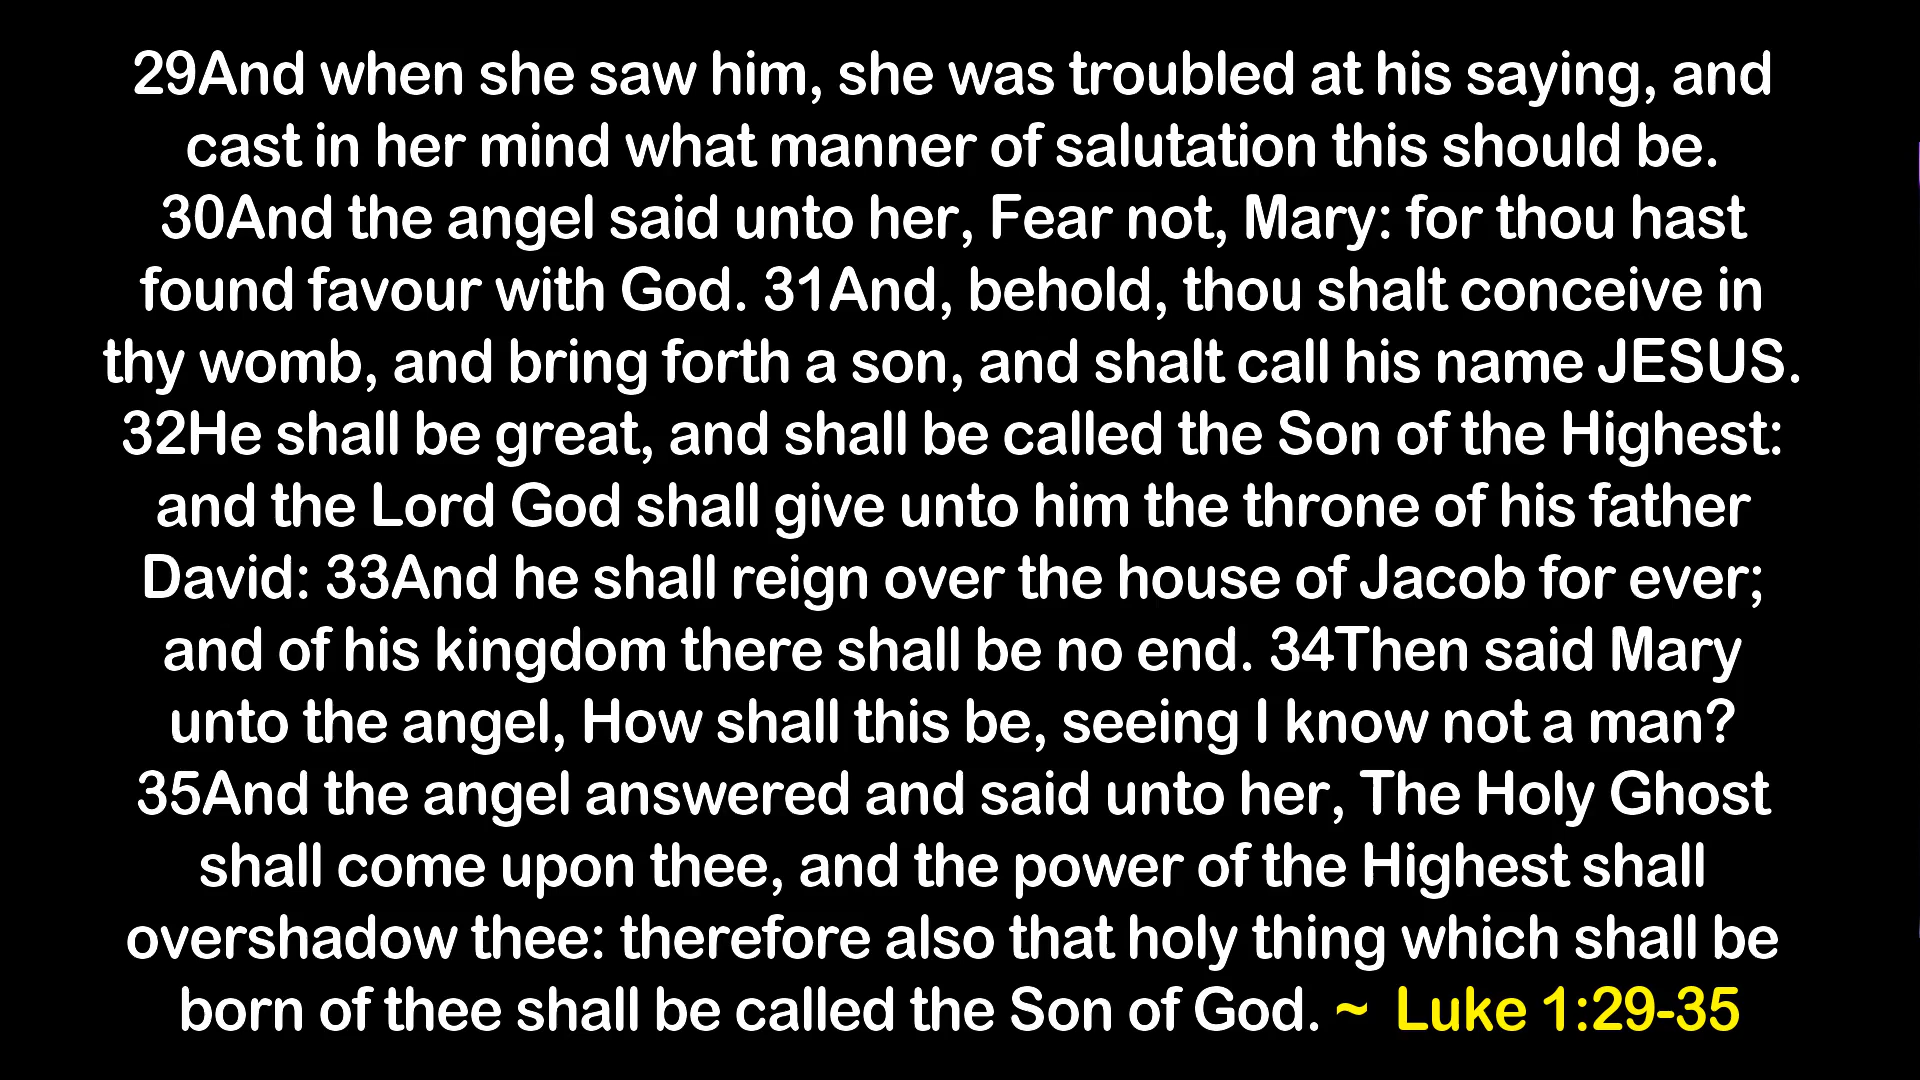 29And when she saw him, she was troubled at his saying, and
cast in her mind what manner of salutation this should be.
30And the angel said unto her, Fear not, Mary: for thou hast
found favour with God. 31And, behold, thou shalt conceive in
thy womb, and bring forth a son, and shalt call his name JESUS.
32He shall be great, and shall be called the Son of the Highest:
and the Lord God shall give unto him the throne of his father
David: 33And he shall reign over the house of Jacob for ever;
and of his kingdom there shall be no end. 34Then said Mary
unto the angel, How shall this be, seeing I know not a man?
35And the angel answered and said unto her, The Holy Ghost
shall come upon thee, and the power of the Highest shall
overshadow thee: therefore also that holy thing which shall be
born of thee shall be called the Son of God. ~ Luke 1:29-35